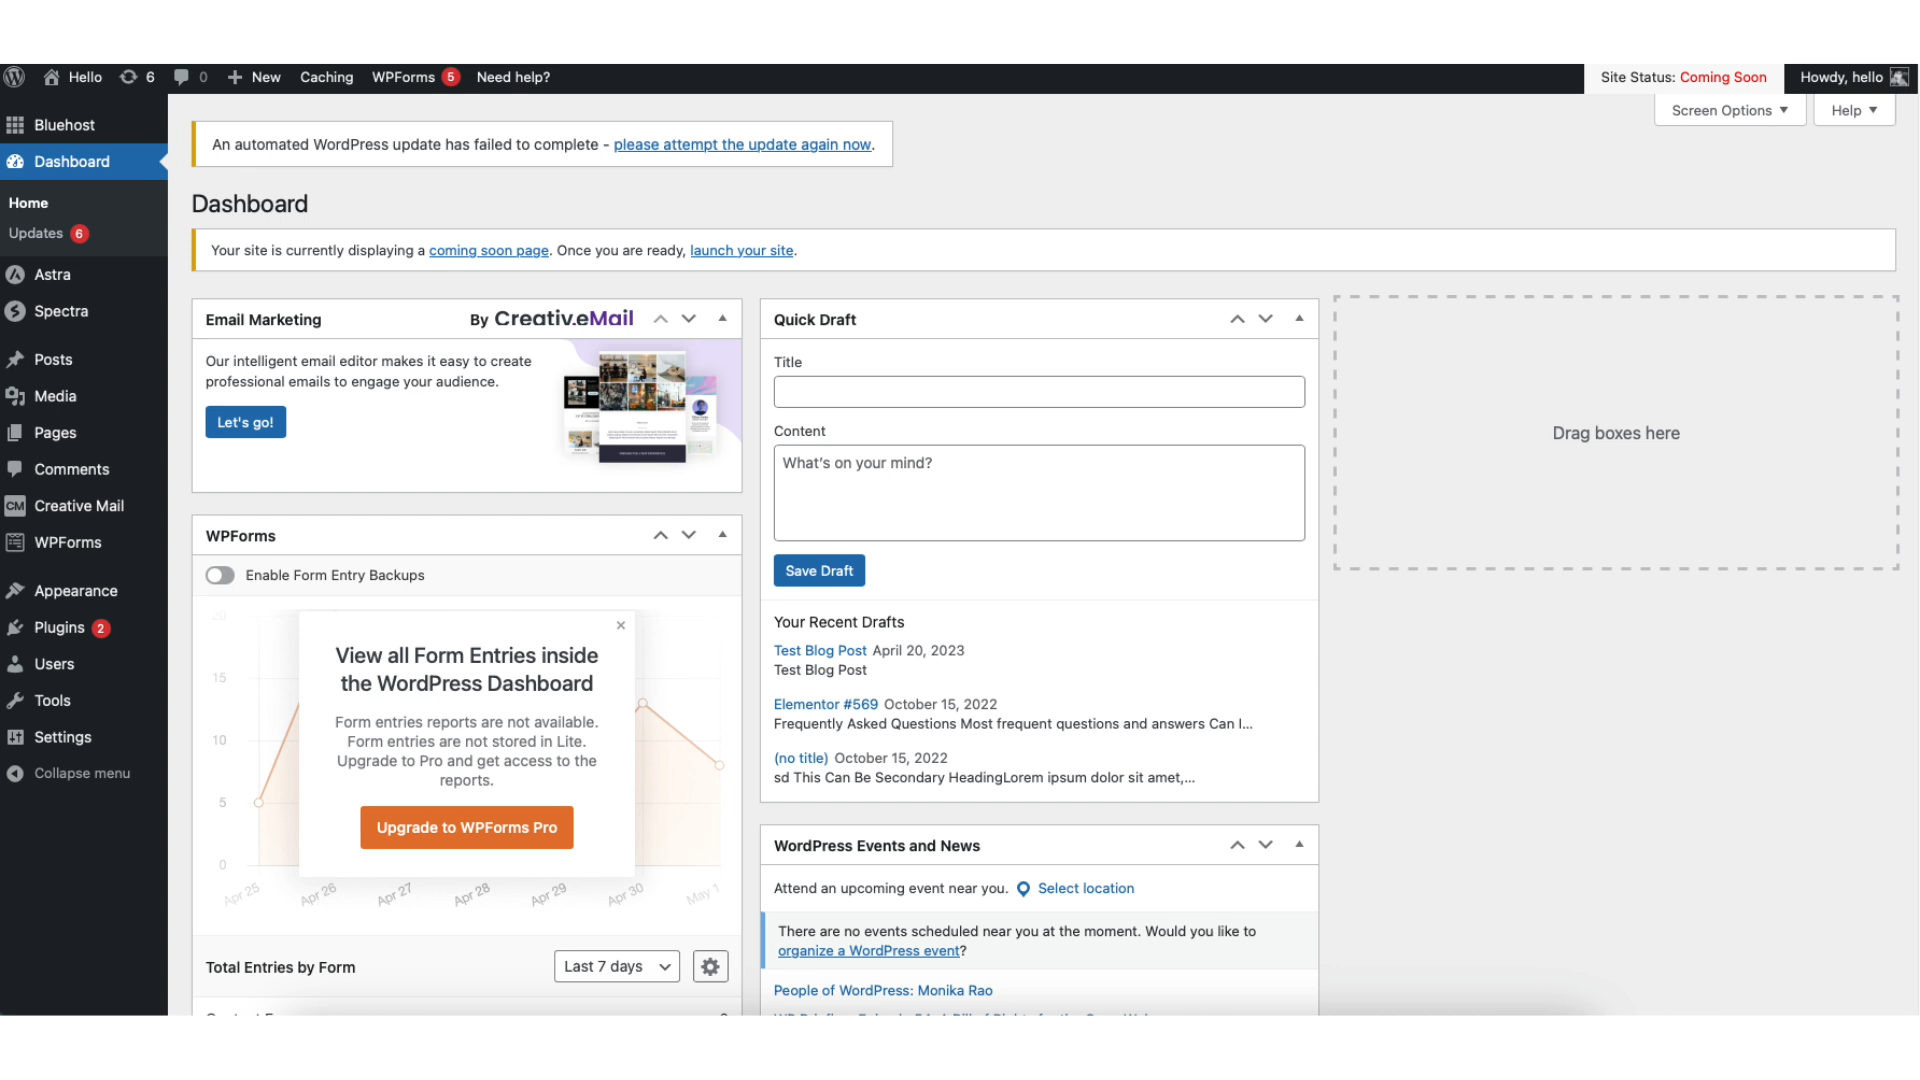 Hello 6 0 New Caching WPForms 5 Need help? Site Status: Coming Soon Howdy, hello
Screen Options Help
Bluehost
Dashboard
Home
Updates 6
Astra
Spectra
Posts
Media
Pages
Comments
CM Creative Mail
WPForms
Appearance
Plugins 2
Users
Tools
Settings
Collapse menu
An automated WordPress update has failed to complete - please attempt the update again now.
Dashboard
Your site is currently displaying a coming soon page. Once you are ready, launch your site.
Email Marketing By Creativ.eMail
Our intelligent email editor makes it easy to create
professional emails to engage your audience.
Let's go!
WPForms
Enable Form Entry Backups
20
15
10
5
0
View all Form Entries inside
the WordPress Dashboard
Form entries reports are not available.
Form entries are not stored in Lite.
Upgrade to Pro and get access to the
reports.
Upgrade to WPForms Pro
Apr 25 Apr 26 Apr 27 Apr 28 Apr 29 Apr 30 May 1
Total Entries by Form Last 7 days
Quick Draft
Title
Content
What's on your mind?
Save Draft
Your Recent Drafts
Test Blog Post April 20, 2023
Test Blog Post
Elementor #569 October 15, 2022
Frequently Asked Questions Most frequent questions and answers Can I...
(no title) October 15, 2022
sd This Can Be Secondary HeadingLorem ipsum dolor sit amet,...
WordPress Events and News
Attend an upcoming event near you. Select location
There are no events scheduled near you at the moment. Would you like to
organize a WordPress event?
People of WordPress: Monika Rao
Drag boxes here